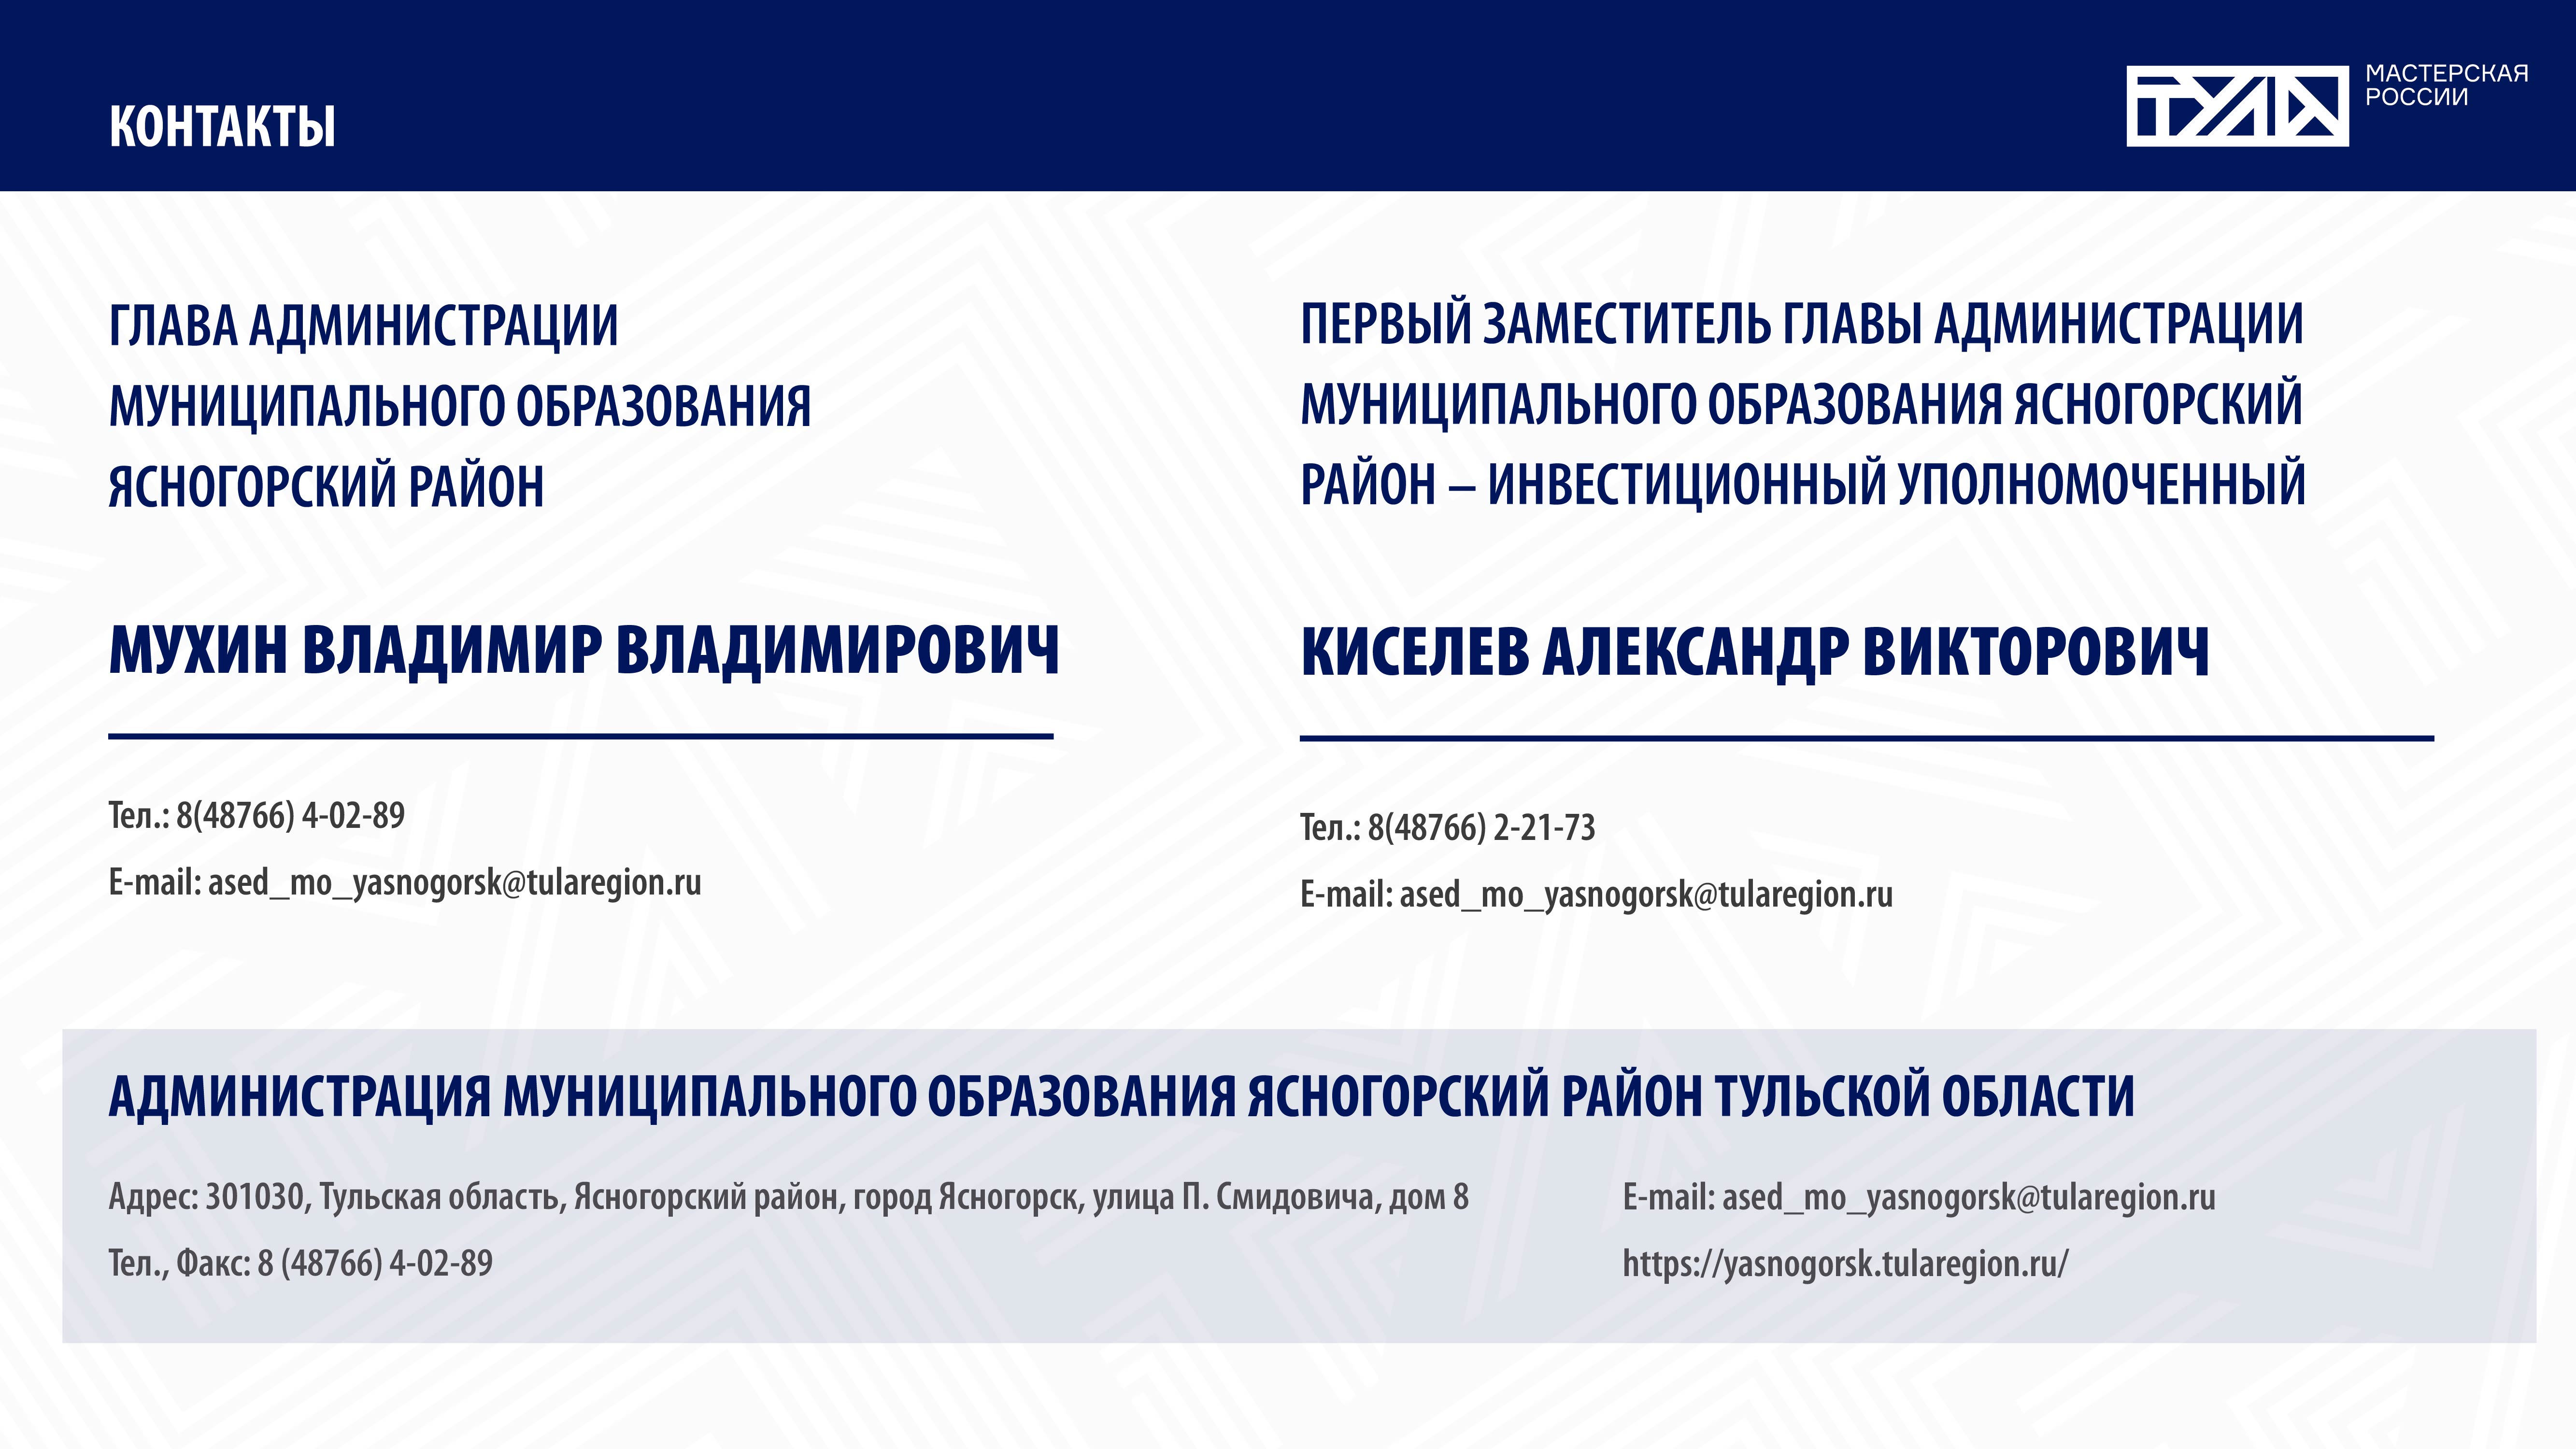 КОНТАКТЫ
ТУЛА
МАСТЕРСКАЯ
РОССИИ
ГЛАВА АДМИНИСТРАЦИИ
МУНИЦИПАЛЬНОГО ОБРАЗОВАНИЯ
ЯСНОГОРСКИЙ РАЙОН
МУХИН ВЛАДИМИР ВЛАДИМИРОВИЧ
Тел.: 8(48766) 4-02-89
E-mail: ased_mo_yasnogorsk@tularegion.ru
ПЕРВЫЙ ЗАМЕСТИТЕЛЬ ГЛАВЫ АДМИНИСТРАЦИИ
МУНИЦИПАЛЬНОГО ОБРАЗОВАНИЯ ЯСНОГОРСКИЙ
РАЙОН – ИНВЕСТИЦИОННЫЙ УПОЛНОМОЧЕННЫЙ
КИСЕЛЕВ АЛЕКСАНДР ВИКТОРОВИЧ
Тел.: 8(48766) 2-21-73
E-mail: ased_mo_yasnogorsk@tularegion.ru
АДМИНИСТРАЦИЯ МУНИЦИПАЛЬНОГО ОБРАЗОВАНИЯ ЯСНОГОРСКИЙ РАЙОН ТУЛЬСКОЙ ОБЛАСТИ
Адрес: 301030, Тульская область, Ясногорский район, город Ясногорск, улица П. Смидовича, дом 8
Тел., Факс: 8 (48766) 4-02-89
E-mail: ased_mo_yasnogorsk@tularegion.ru
https://yasnogorsk.tularegion.ru/